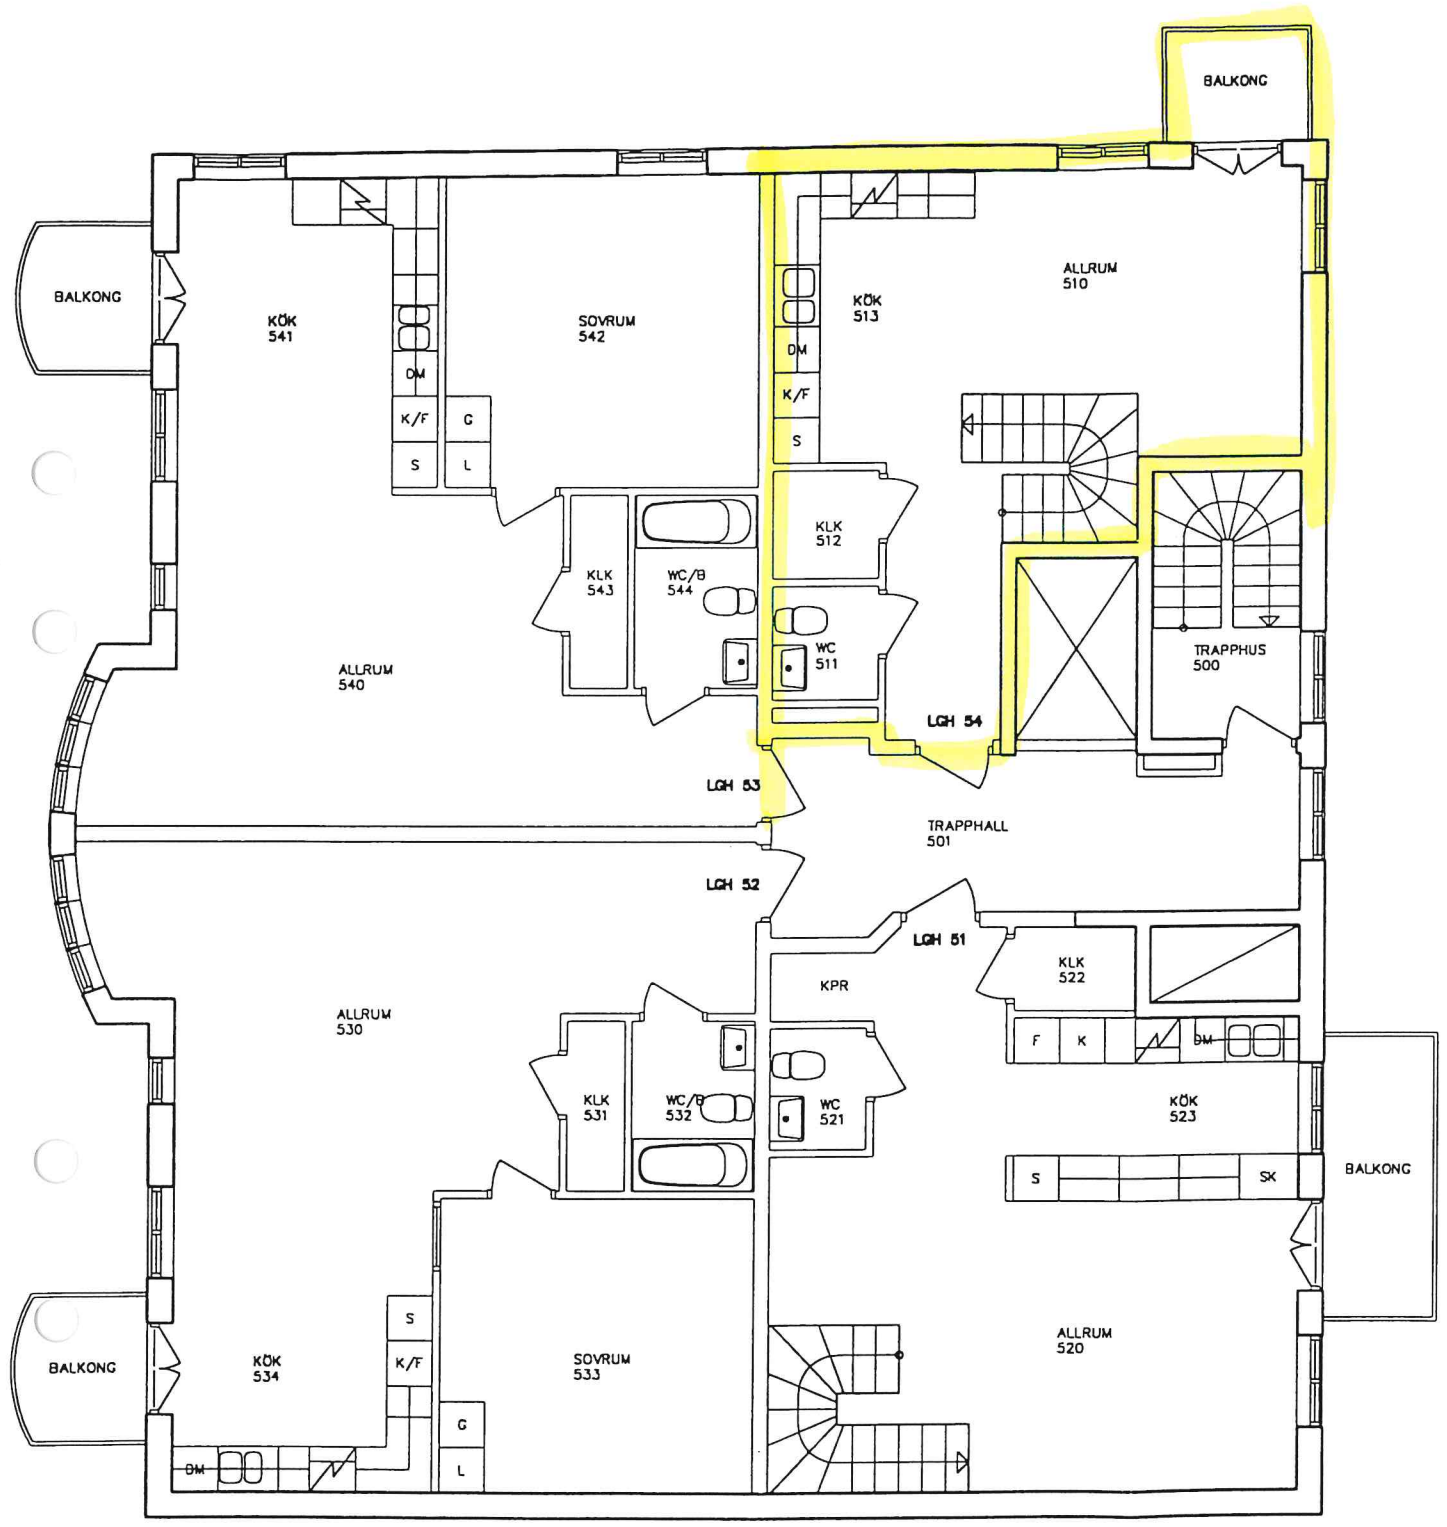 BALKONG
BALKONG
KÖK
541
SOVRUM
542
ALLRUM
510
KÖK
513
DM
K/F
S
DM
K/F
S
G
L
KLK
512
KLK
543
WC/B
544
WC
511
TRAPPHUS
500
ALLRUM
540
LGH 54
LGH 53
TRAPPHALL
501
LGH 52
LGH 51
KLK
522
KPR
ALLRUM
530
F
K
DM
KLK
531
WC/B
532
WC
521
KÖK
523
S
SK
BALKONG
BALKONG
KÖK
534
S
K/F
SOVRUM
533
ALLRUM
520
G
L
DM